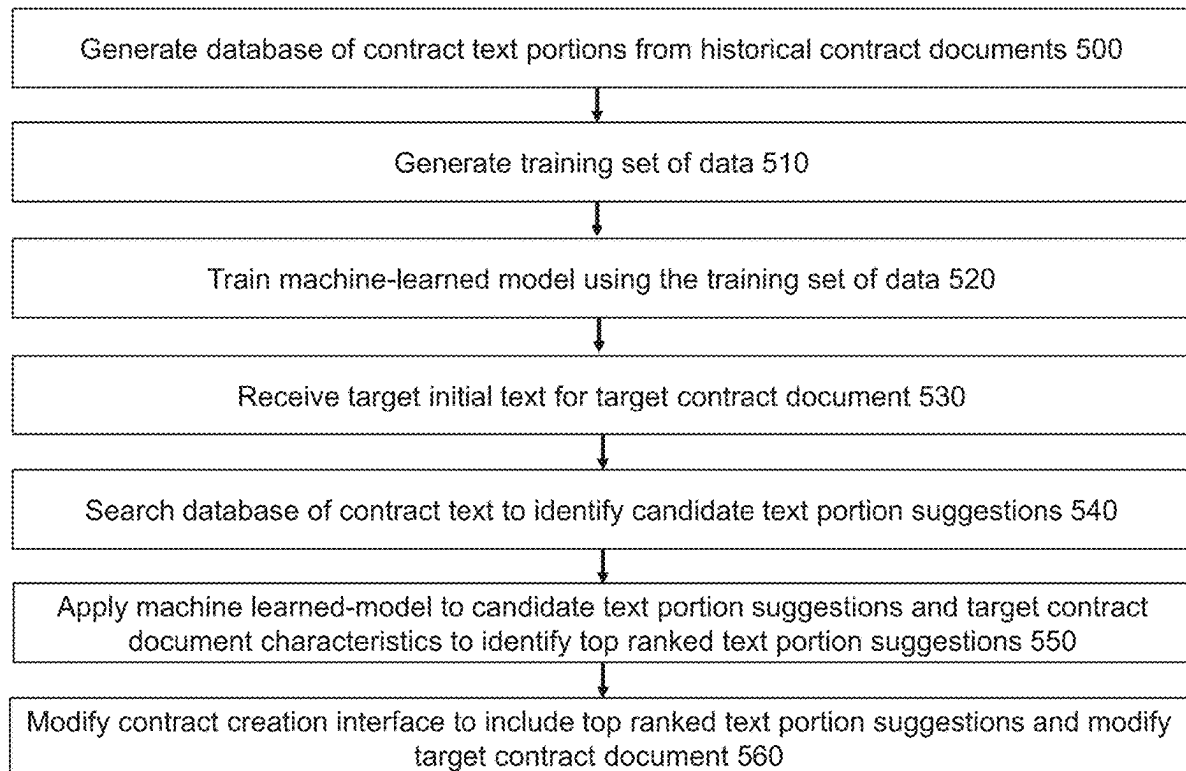 Generate database of contract text portions from historical contract documents 500
Generate training set of data 510
Train machine-learned model using the training set of data 520
Receive target initial text for target contract document 530
Search database of contract text to identify candidate text portion suggestions 540
Apply machine learned-model to candidate text portion suggestions and target contract
document characteristics to identify top ranked text portion suggestions 550
Modify contract creation interface to include top ranked text portion suggestions and modify
target contract document 560